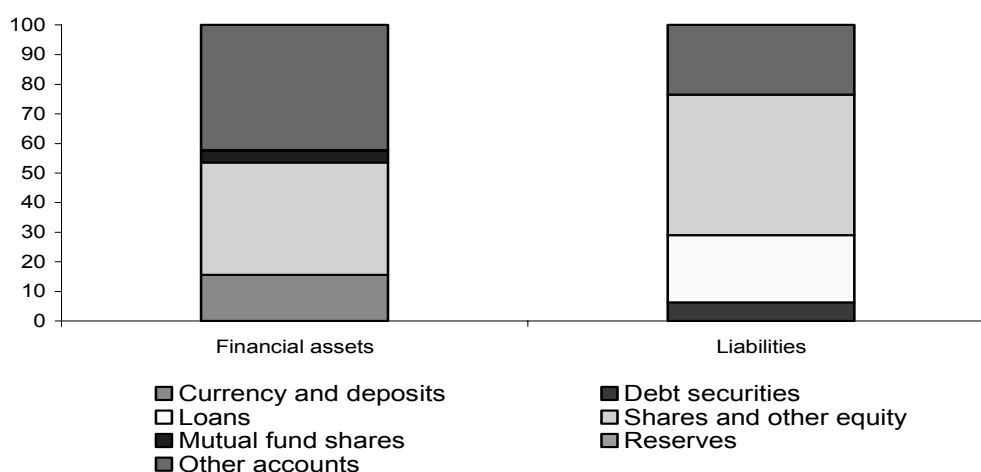 100
90
80
70
60
50
40
30
20
10
0
Financial assets Liabilities
Currency and deposits Debt securities
Loans Shares and other equity
Mutual fund shares Reserves
Other accounts